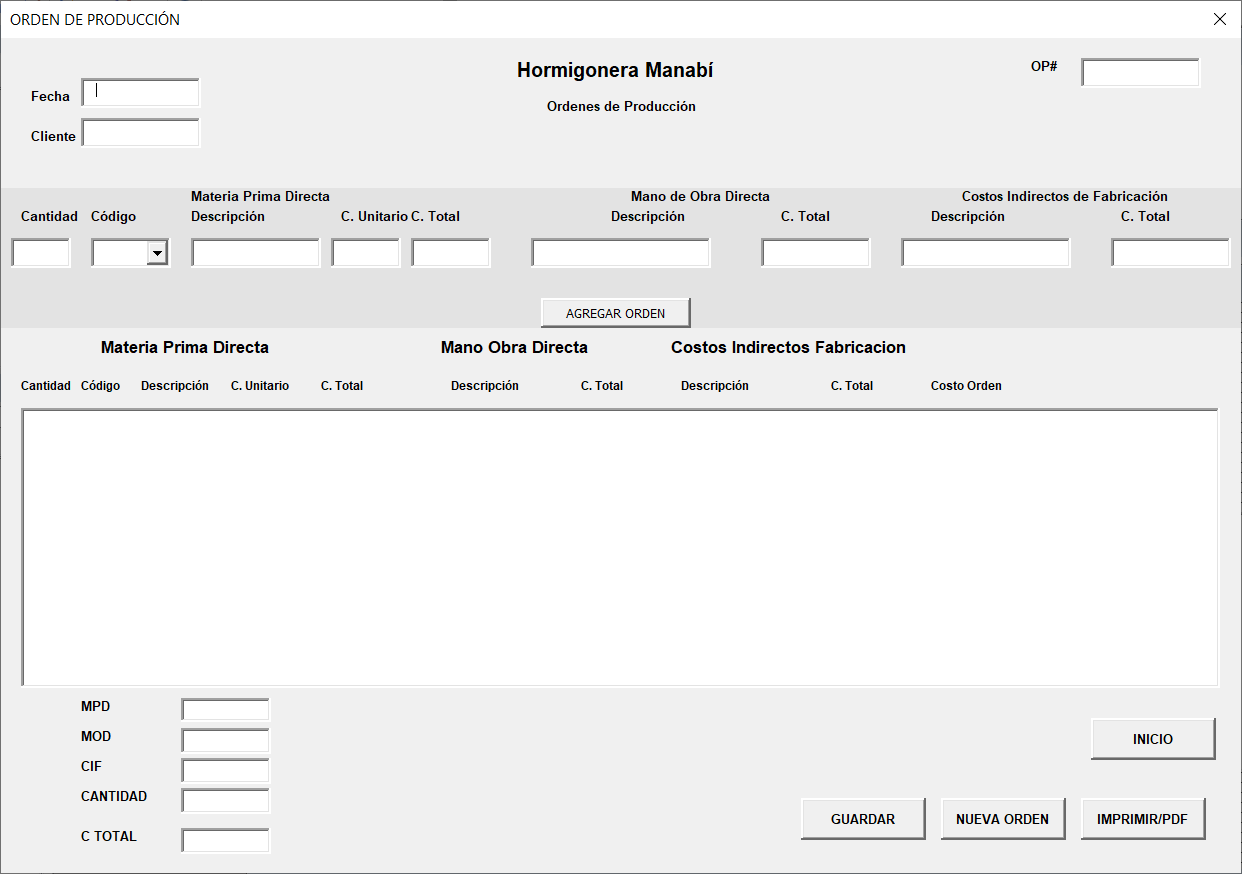 ORDEN DE PRODUCCIÓN
Hormigonera Manabí
OP#
Fecha
Ordenes de Producción
Cliente
Materia Prima Directa Mano de Obra Directa Costos Indirectos de Fabricación
Cantidad Código Descripción C. Unitario C. Total Descripción C. Total Descripción C. Total
AGREGAR ORDEN
Materia Prima Directa Mano Obra Directa Costos Indirectos Fabricacion
Cantidad Código Descripción C. Unitario C. Total Descripción C. Total Descripción C. Total Costo Orden
MPD
MOD
INICIO
CIF
CANTIDAD
GUARDAR NUEVA ORDEN IMPRIMIR/PDF
C TOTAL